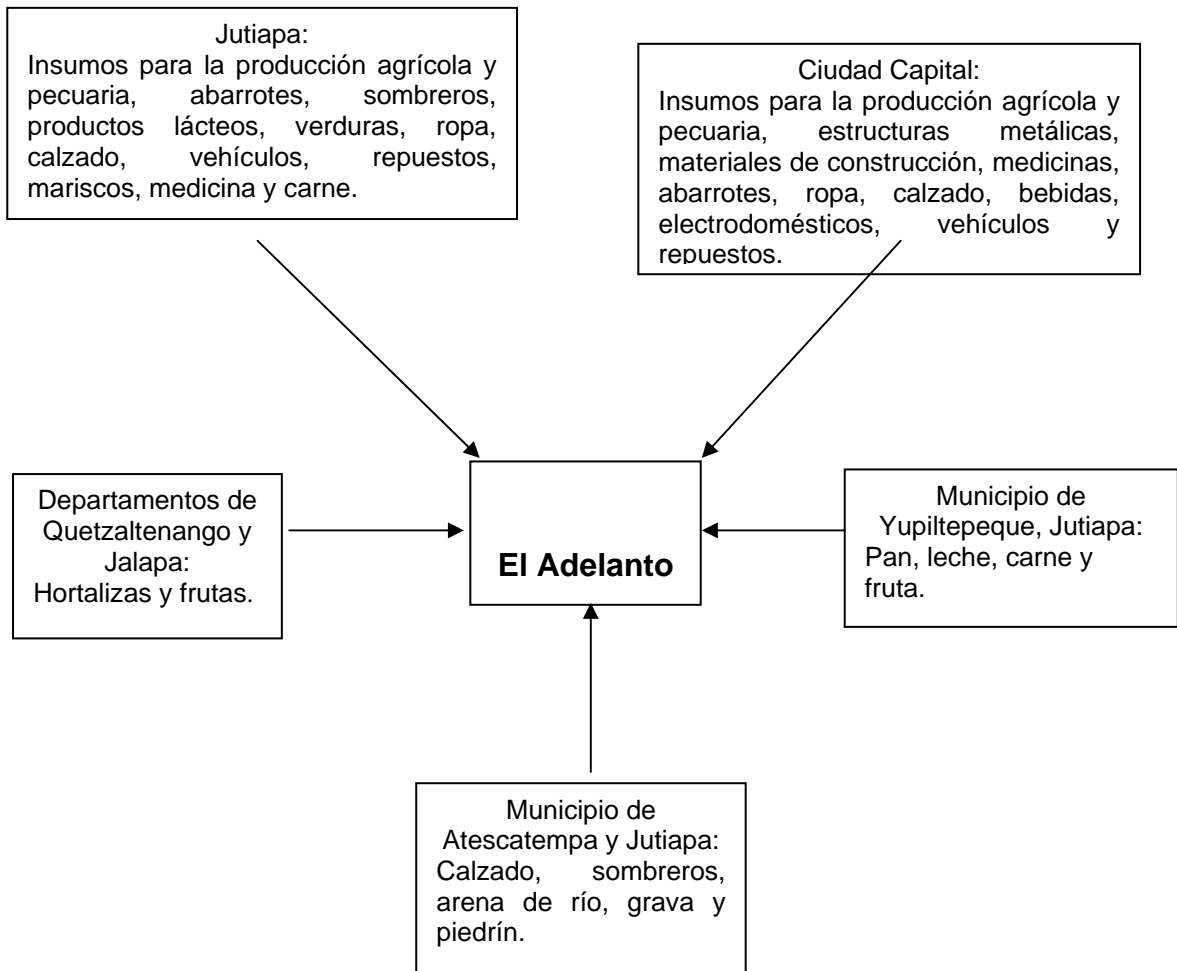 Jutiapa:
Insumos para la producción agrícola y
pecuaria, abarrotes, sombreros,
productos lácteos, verduras, ropa,
calzado, vehículos, repuestos,
mariscos, medicina y carne.
Ciudad Capital:
Insumos para la producción agrícola y
pecuaria, estructuras metálicas,
materiales de construcción, medicinas,
abarrotes, ropa, calzado, bebidas,
electrodomésticos, vehículos y
repuestos.
Departamentos de
Quetzaltenango y
Jalapa:
Hortalizas y frutas.
El Adelanto
Municipio de
Yupiltepeque, Jutiapa:
Pan, leche, carne y
fruta.
Municipio de
Atescatempa y Jutiapa:
Calzado, sombreros,
arena de río, grava y
piedrín.